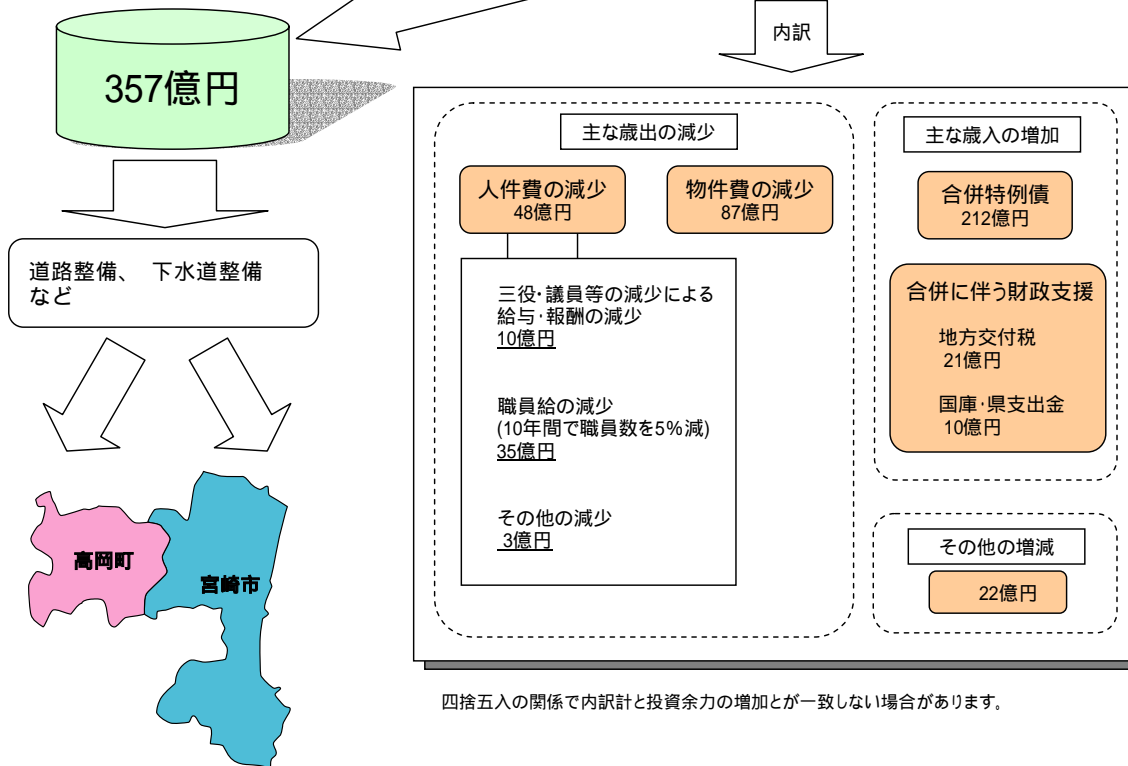 357億円
道路整備、 下水道整備
など
高岡町
宮崎市
内訳
主な歳出の減少
人件費の減少
48億円
物件費の減少
87億円
三役・議員等の減少による
給与・報酬の減少
10億円
職員給の減少
(10年間で職員数を5%減)
35億円
その他の減少
3億円
主な歳入の増加
合併特例債
212億円
合併に伴う財政支援
地方交付税
21億円
国庫・県支出金
10億円
その他の増減
22億円
四捨五入の関係で内訳計と投資余力の増加とが一致しない場合があります。